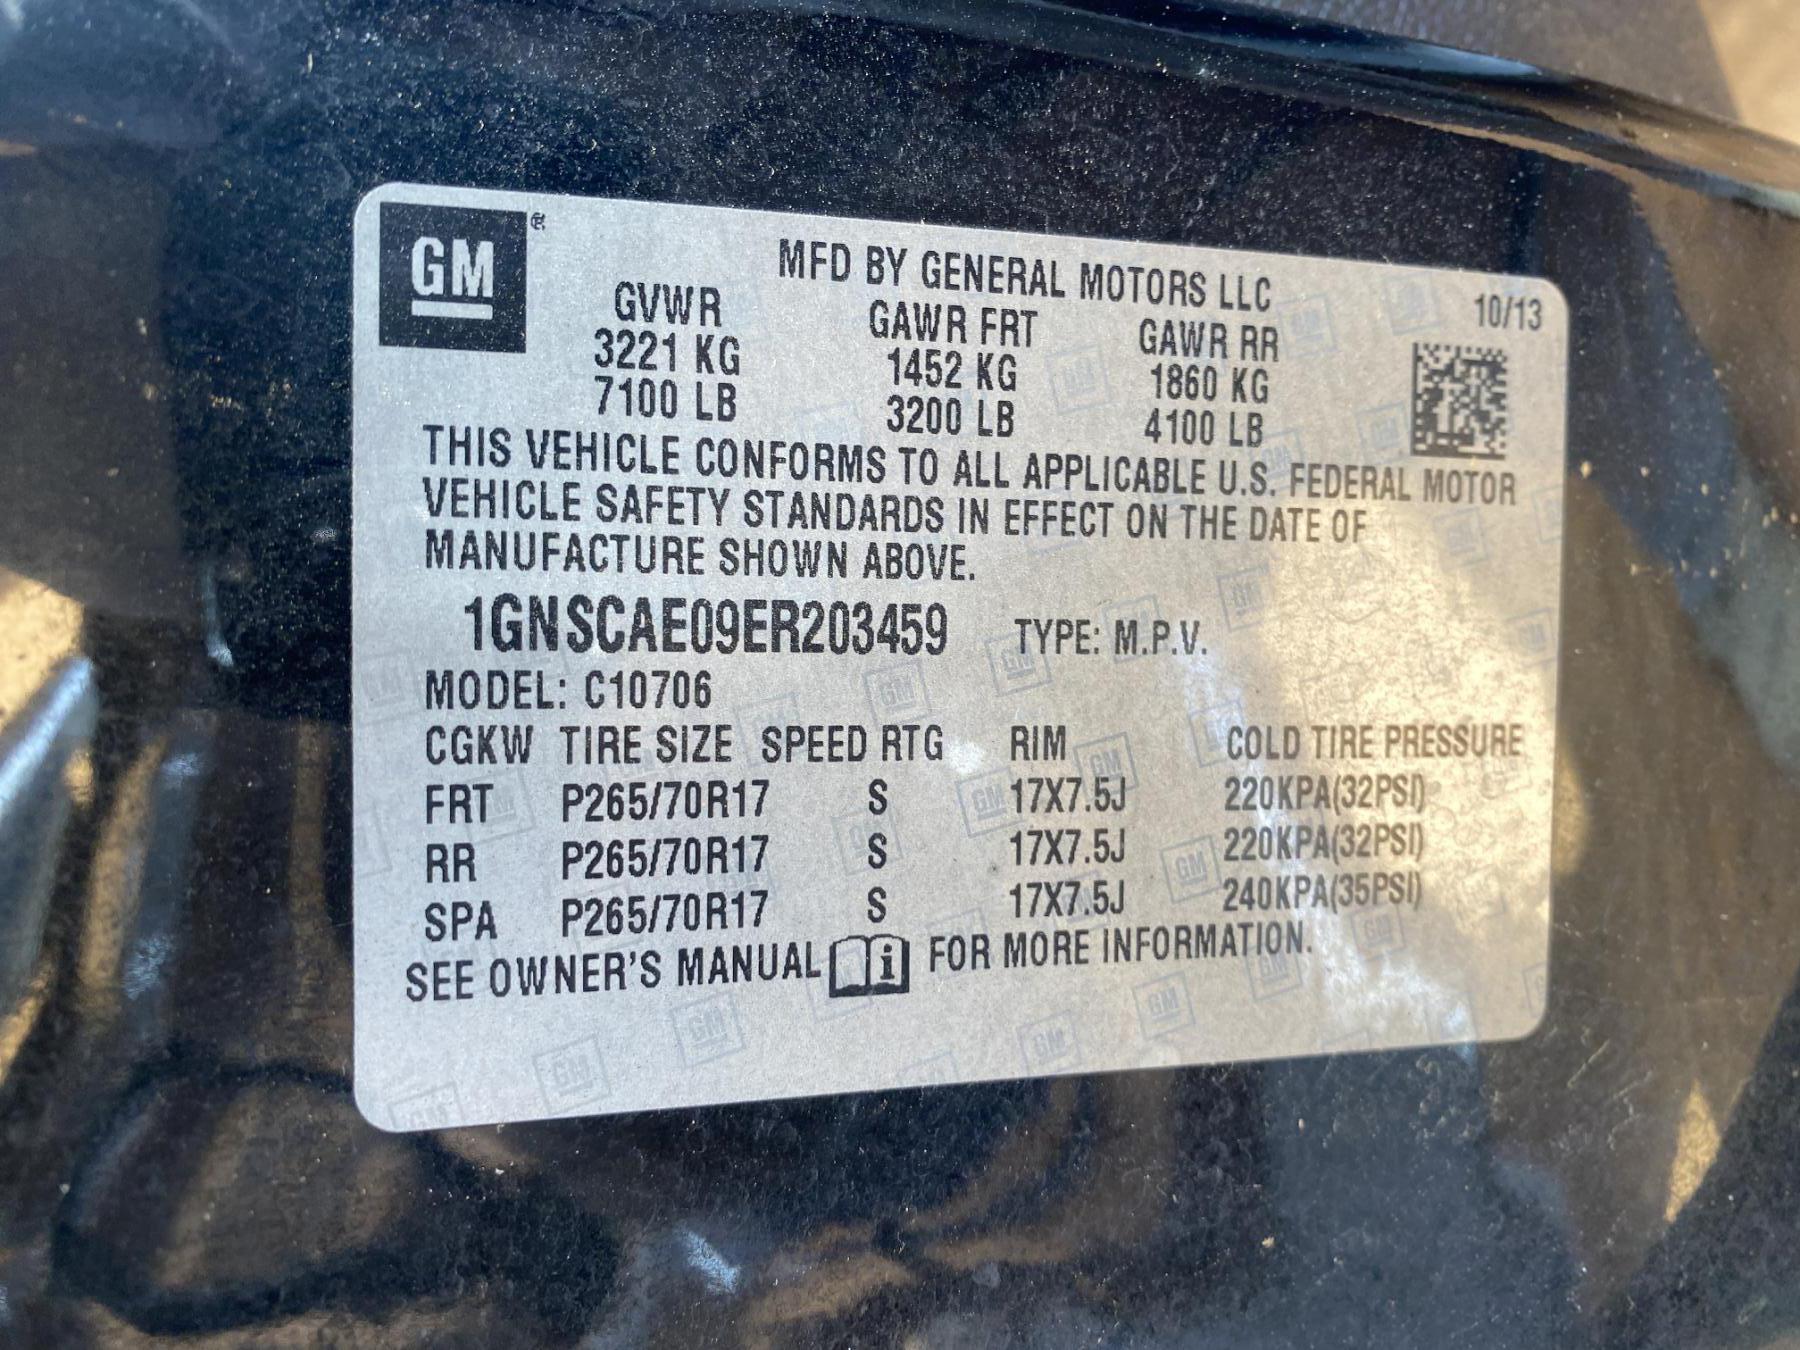 GM ®
MFD BY GENERAL MOTORS LLC
10/13
GVWR GAWR FRT GAWR RR
3221 KG 1452 KG 1860 KG
7100 LB 3200 LB 4100 LB
THIS VEHICLE CONFORMS TO ALL APPLICABLE U.S. FEDERAL MOTOR
VEHICLE SAFETY STANDARDS IN EFFECT ON THE DATE OF
MANUFACTURE SHOWN ABOVE.
1GNSCAE09ER203459 TYPE: M.P.V.
MODEL: C10706
CGKW TIRE SIZE SPEED RTG RIM COLD TIRE PRESSURE
FRT P265/70R17 S 17X7.5J 220KPA(32PSI)
RR P265/70R17 S 17X7.5J 220KPA(32PSI)
SPA P265/70R17 S 17X7.5J 240KPA(35PSI)
SEE OWNER'S MANUAL i FOR MORE INFORMATION.